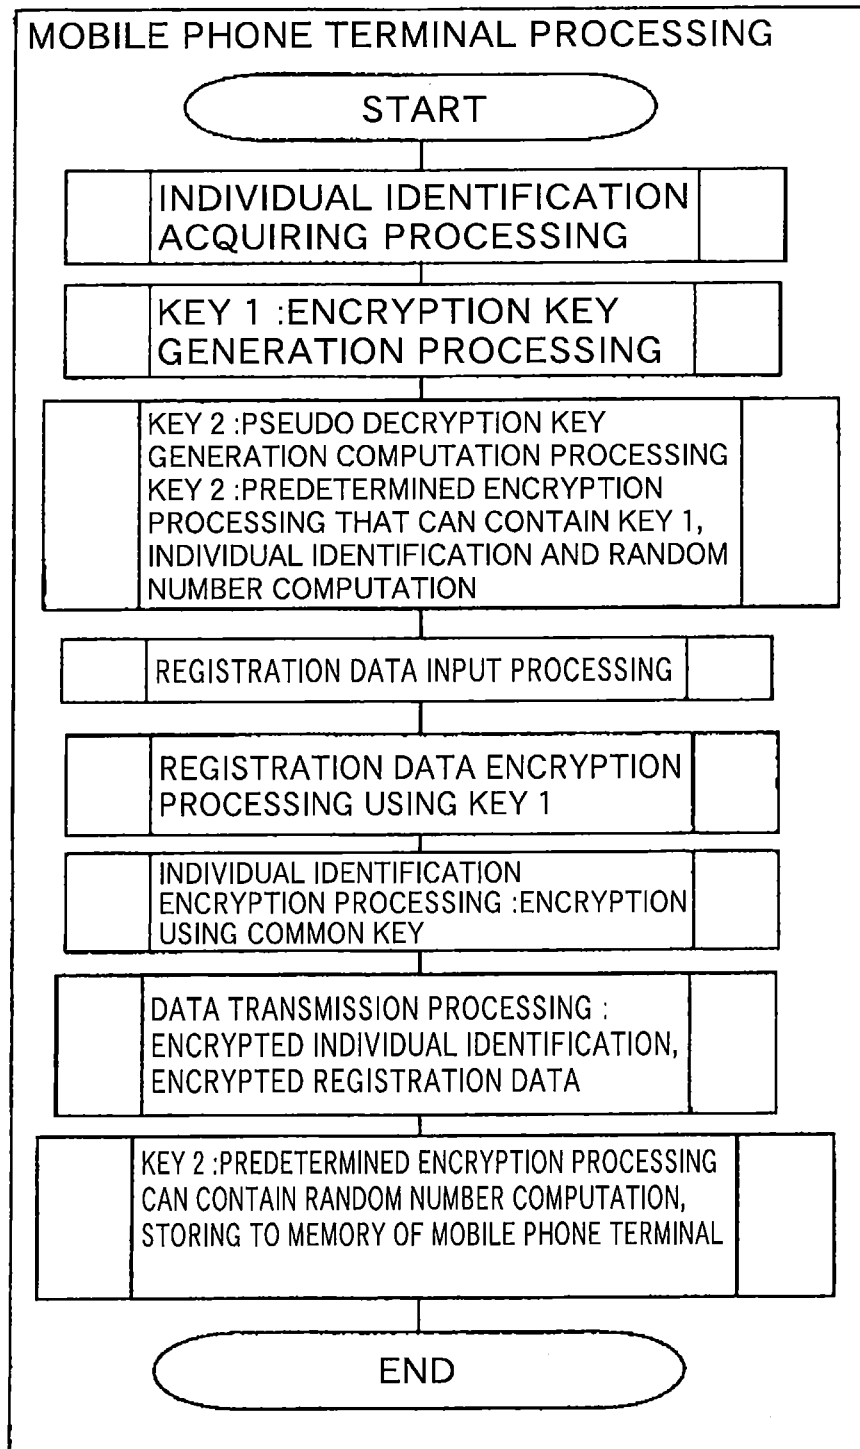 MOBILE PHONE TERMINAL PROCESSING
START
INDIVIDUAL IDENTIFICATION
ACQUIRING PROCESSING
KEY 1 :ENCRYPTION KEY
GENERATION PROCESSING
KEY 2 :PSEUDO DECRYPTION KEY
GENERATION COMPUTATION PROCESSING
KEY 2 :PREDETERMINED ENCRYPTION
PROCESSING THAT CAN CONTAIN KEY 1,
INDIVIDUAL IDENTIFICATION AND RANDOM
NUMBER COMPUTATION
REGISTRATION DATA INPUT PROCESSING
REGISTRATION DATA ENCRYPTION
PROCESSING USING KEY 1
INDIVIDUAL IDENTIFICATION
ENCRYPTION PROCESSING :ENCRYPTION
USING COMMON KEY
DATA TRANSMISSION PROCESSING :
ENCRYPTED INDIVIDUAL IDENTIFICATION,
ENCRYPTED REGISTRATION DATA
KEY 2 :PREDETERMINED ENCRYPTION PROCESSING
CAN CONTAIN RANDOM NUMBER COMPUTATION,
STORING TO MEMORY OF MOBILE PHONE TERMINAL
END